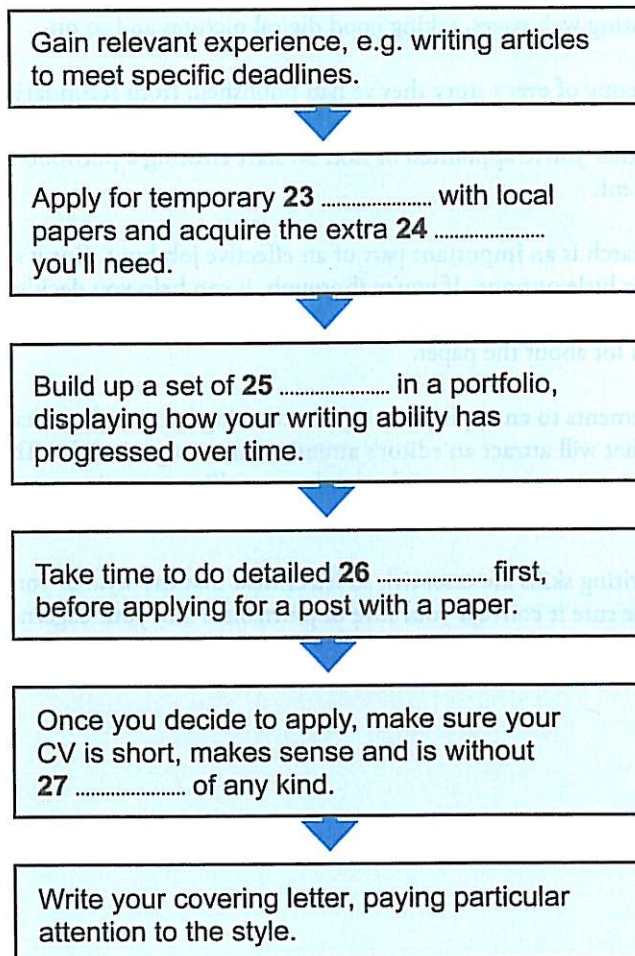 Gain relevant experience, e.g. writing articles
to meet specific deadlines.
Apply for temporary 23 .................. with local
papers and acquire the extra 24 ..................
you'll need.
Build up a set of 25 .................. in a portfolio,
displaying how your writing ability has
progressed over time.
Take time to do detailed 26 .................. first,
before applying for a post with a paper.
Once you decide to apply, make sure your
CV is short, makes sense and is without
27 .................. of any kind.
Write your covering letter, paying particular
attention to the style.